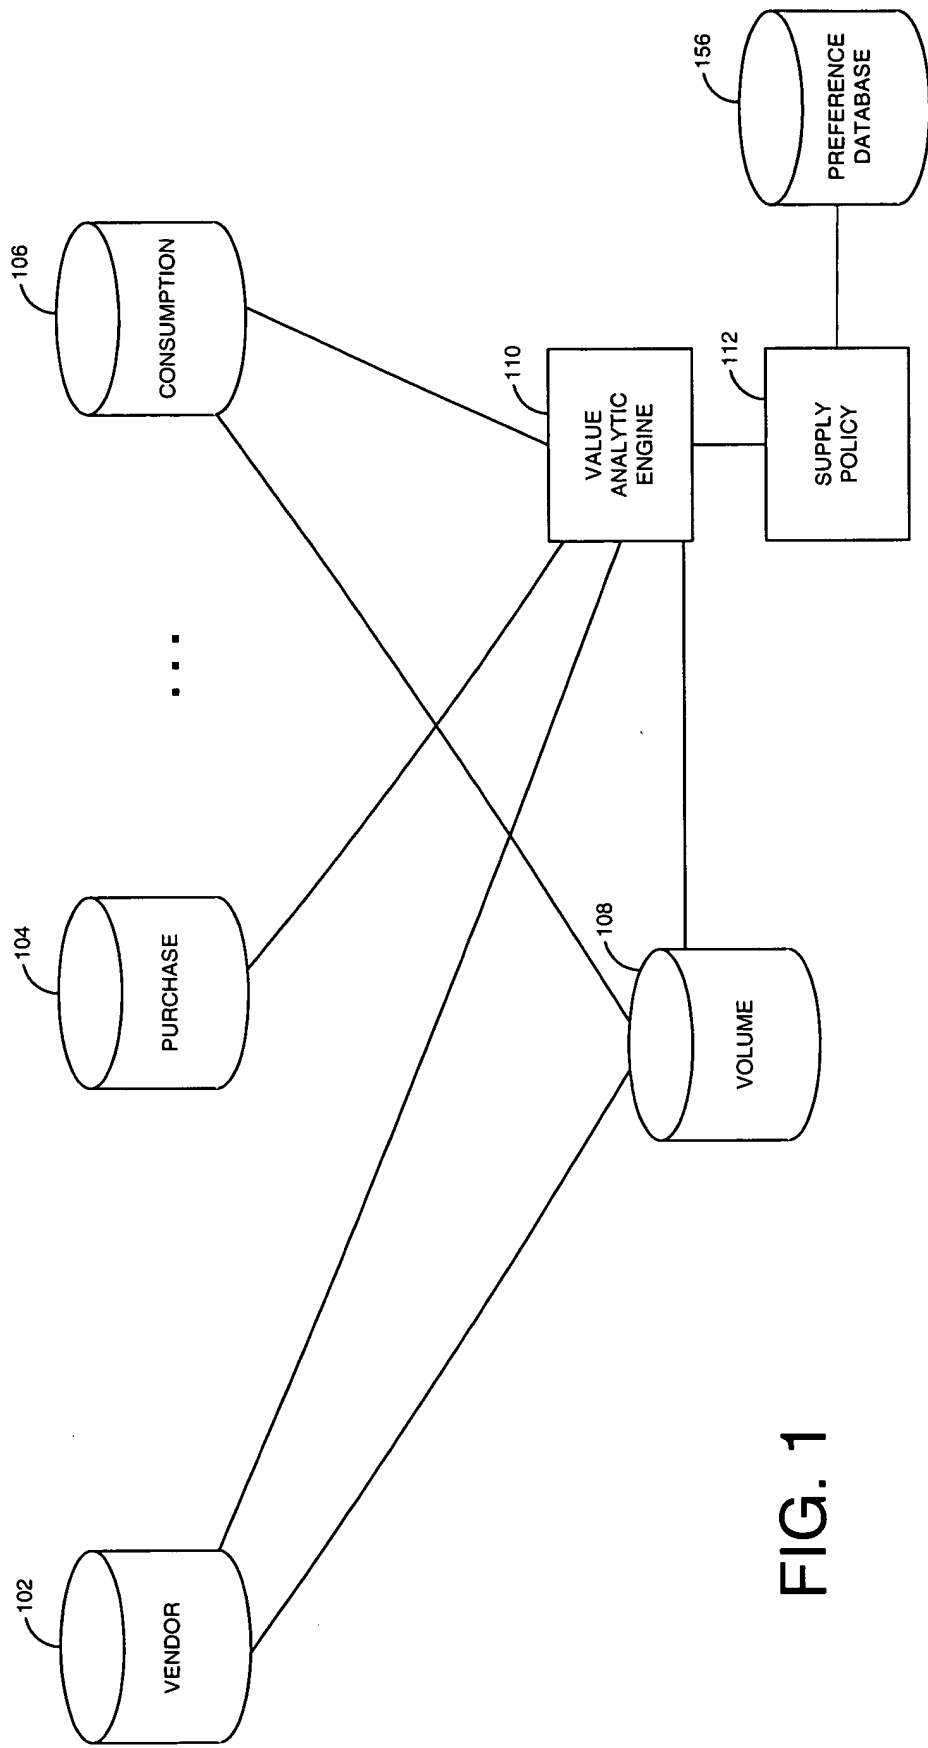 102
VENDOR
104
PURCHASE
...
106
CONSUMPTION
108
VOLUME
110
VALUE
ANALYTIC
ENGINE
112
SUPPLY
POLICY
156
PREFERENCE
DATABASE
FIG. 1